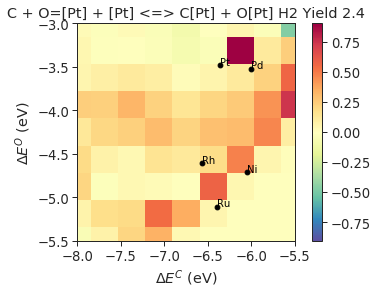 C + O=[Pt] + [Pt] <=> C[Pt] + O[Pt] H2 Yield 2.4
−3.0
−3.5
−4.0
−4.5
−5.0
−5.5
ΔE^O (eV)
Pt
Pd
Rh
Ni
Ru
−8.0 −7.5 −7.0 −6.5 −6.0 −5.5
ΔE^C (eV)
0.75
0.50
0.25
0.00
−0.25
−0.50
−0.75